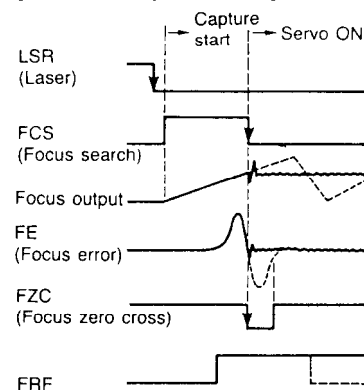 Capture
start
Servo ON
LSR
(Laser)
FCS
(Focus search)
Focus output
FE
(Focus error)
FZC
(Focus zero cross)
FRF